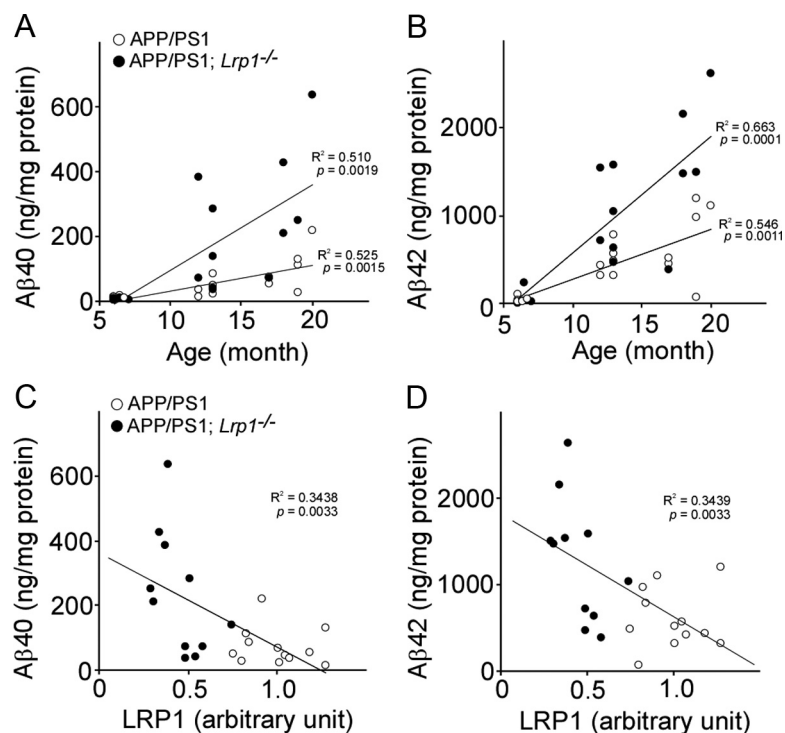 A
○ APP/PS1
● APP/PS1; Lrp1-/-
Aβ40 (ng/mg protein)
600
400
200
0
R² = 0.510
p = 0.0019
R² = 0.525
p = 0.0015
5
10
15
20
Age (month)
B
Aβ42 (ng/mg protein)
2000
1000
0
R² = 0.663
p = 0.0001
R² = 0.546
p = 0.0011
5
10
15
20
Age (month)
C
○ APP/PS1
● APP/PS1; Lrp1-/-
Aβ40 (ng/mg protein)
600
400
200
0
R² = 0.3438
p = 0.0033
0
0.5
1.0
LRP1 (arbitrary unit)
D
Aβ42 (ng/mg protein)
2000
1000
0
R² = 0.3439
p = 0.0033
0
0.5
1.0
LRP1 (arbitrary unit)